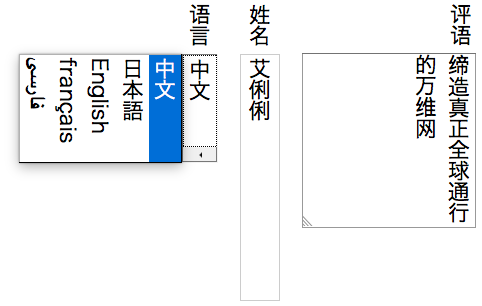 评语
缔造真正全球通行
的万维网
姓名
艾俐俐
语言
中文
中文
日本語
English
français
فارسی